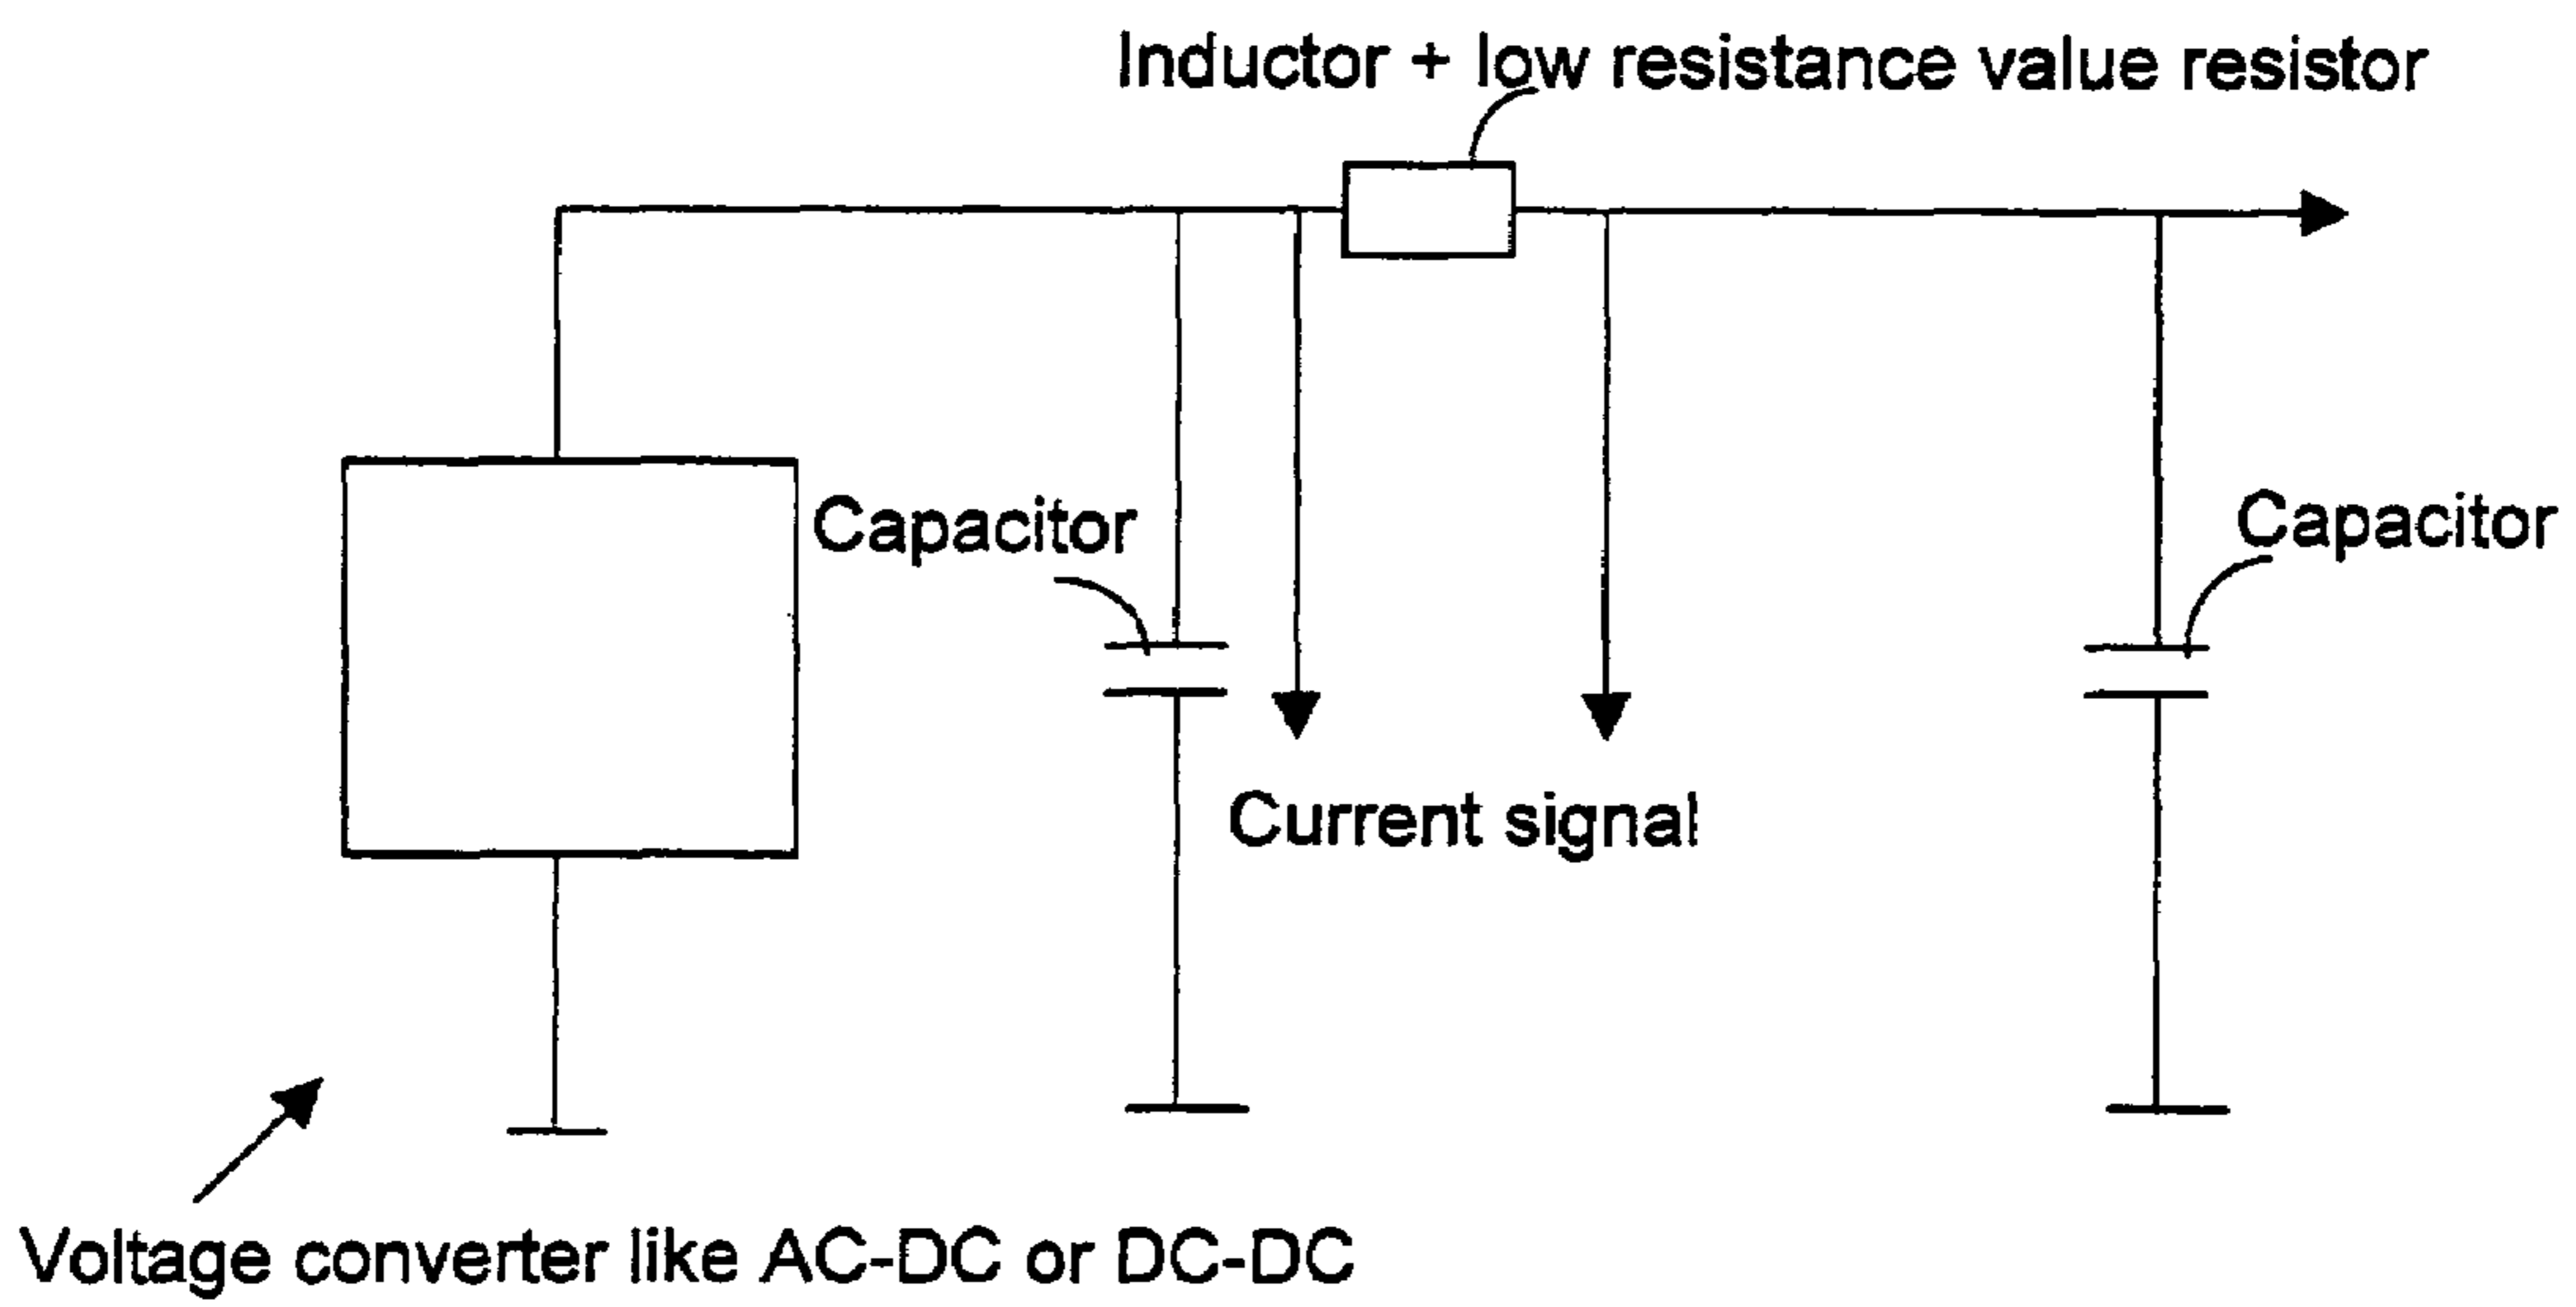 Inductor + low resistance value resistor
Capacitor
Capacitor
Current signal
Voltage converter like AC-DC or DC-DC